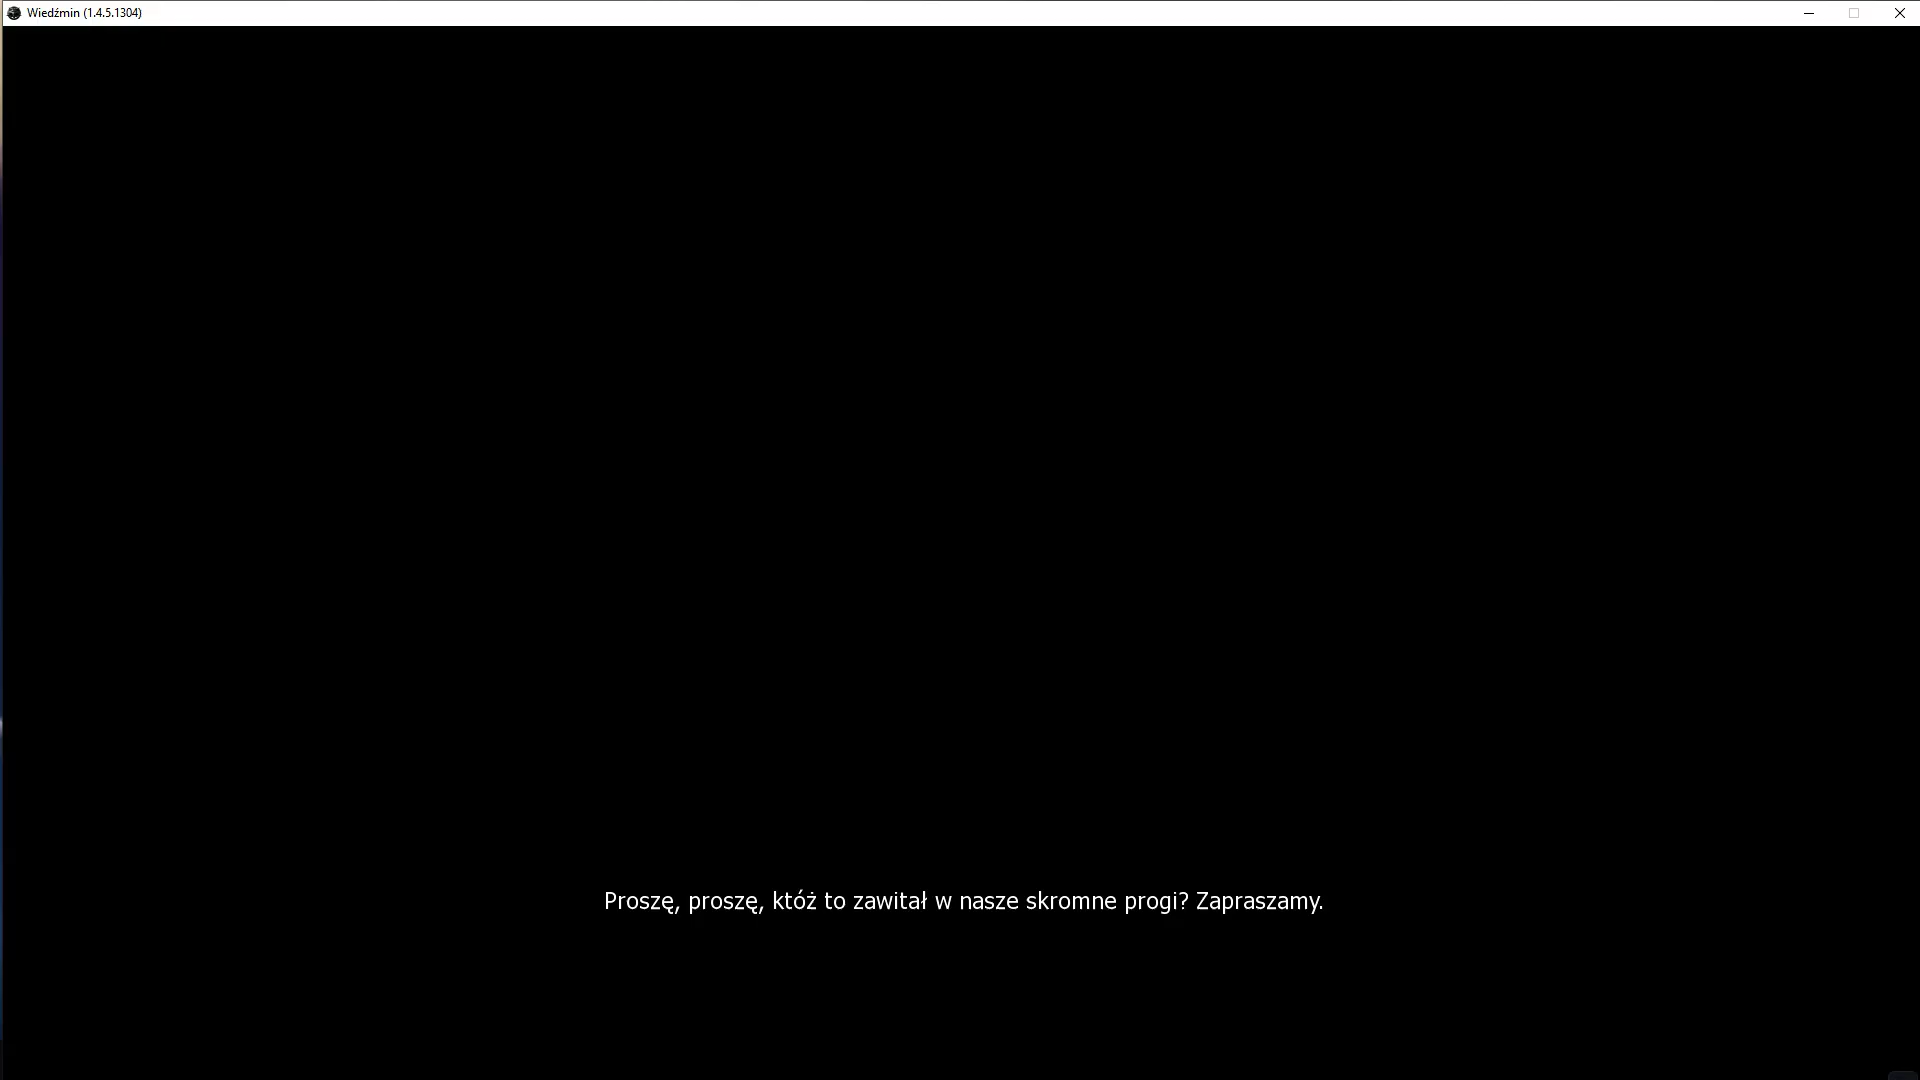 Wiedźmin (1.4.5.1304)
Proszę, proszę, któż to zawitał w nasze skromne progi? Zapraszamy.